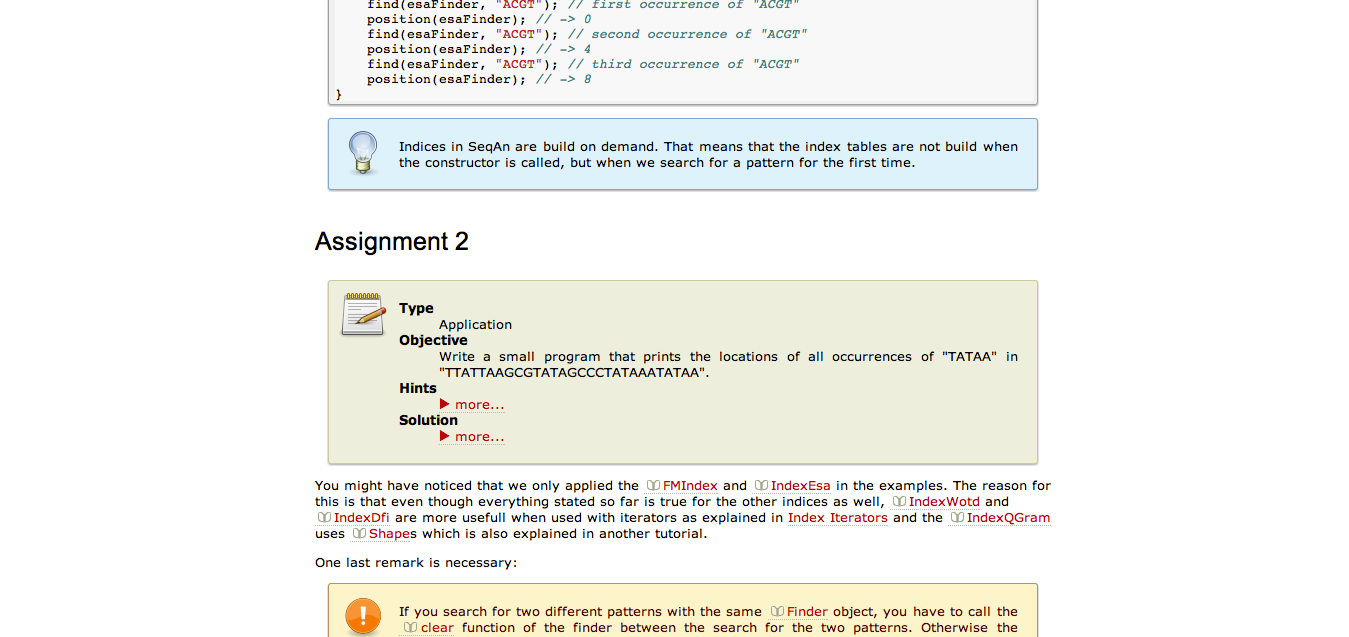 find(esaFinder, "ACGT"); // first occurrence of "ACGT"
position(esaFinder); // -> 0
find(esaFinder, "ACGT"); // second occurrence of "ACGT"
position(esaFinder); // -> 4
find(esaFinder, "ACGT"); // third occurrence of "ACGT"
position(esaFinder); // -> 8
}
Indices in SeqAn are build on demand. That means that the index tables are not build when
the constructor is called, but when we search for a pattern for the first time.
Assignment 2
Type
Application
Objective
Write a small program that prints the locations of all occurrences of "TATAA" in
"TTATTAAGCGTATAGCCCTATAAATATAA".
Hints
more...
Solution
more...
You might have noticed that we only applied the FMIndex and IndexEsa in the examples. The reason for
this is that even though everything stated so far is true for the other indices as well, IndexWotd and
IndexDfi are more usefull when used with iterators as explained in Index Iterators and the IndexQGram
uses Shapes which is also explained in another tutorial.
One last remark is necessary:
If you search for two different patterns with the same Finder object, you have to call the
clear function of the finder between the search for the two patterns. Otherwise the